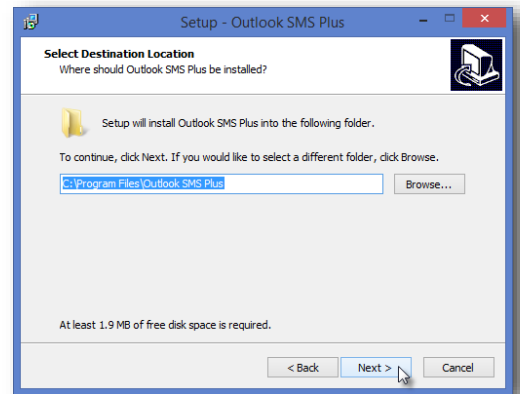 Setup - Outlook SMS Plus
Select Destination Location
Where should Outlook SMS Plus be installed?
Setup will install Outlook SMS Plus into the following folder.
To continue, click Next. If you would like to select a different folder, click Browse.
C:\Program Files\Outlook SMS Plus
Browse...
At least 1.9 MB of free disk space is required.
< Back
Next >
Cancel